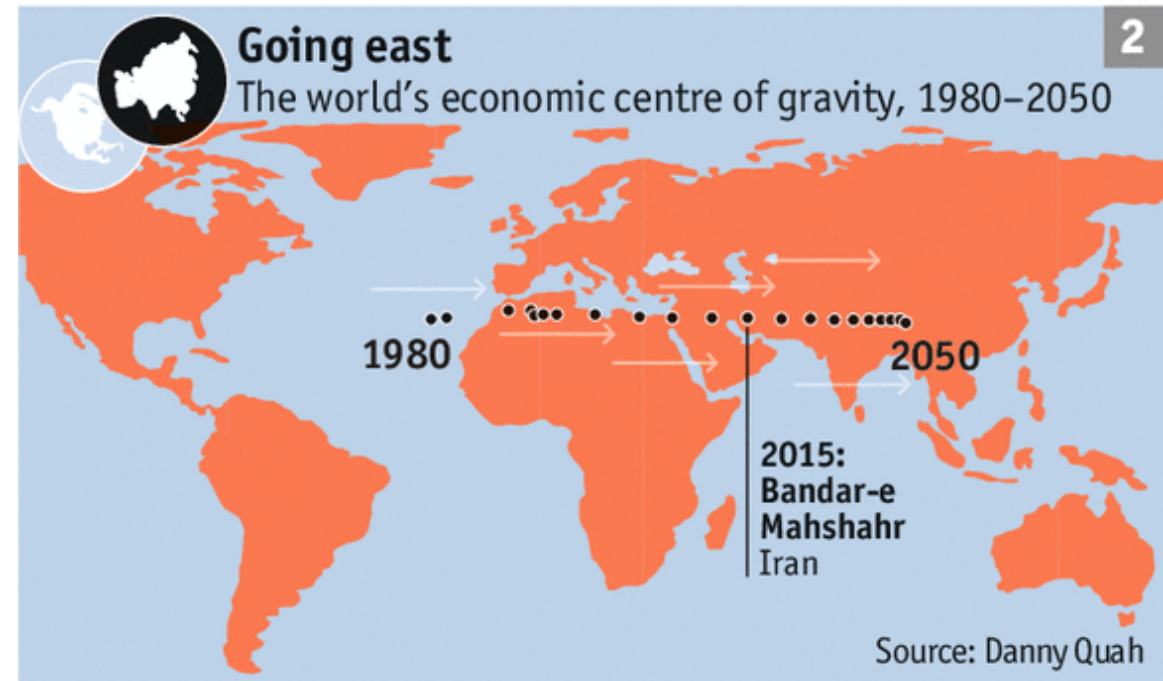 2
Going east
The world's economic centre of gravity, 1980–2050
1980
2050
2015:
Bandar-e
Mahshahr
Iran
Source: Danny Quah